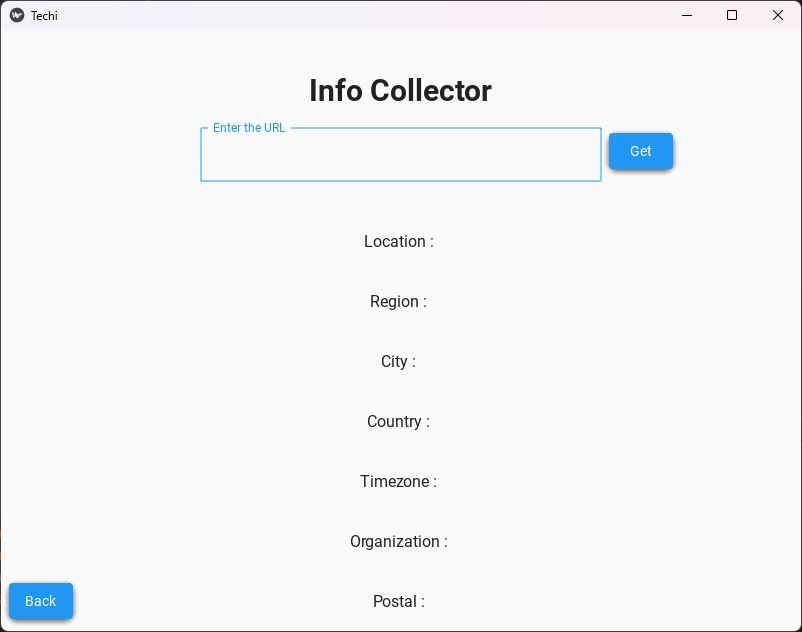 Techi
Info Collector
Enter the URL
Get
Location :
Region :
City :
Country :
Timezone :
Organization :
Postal :
Back